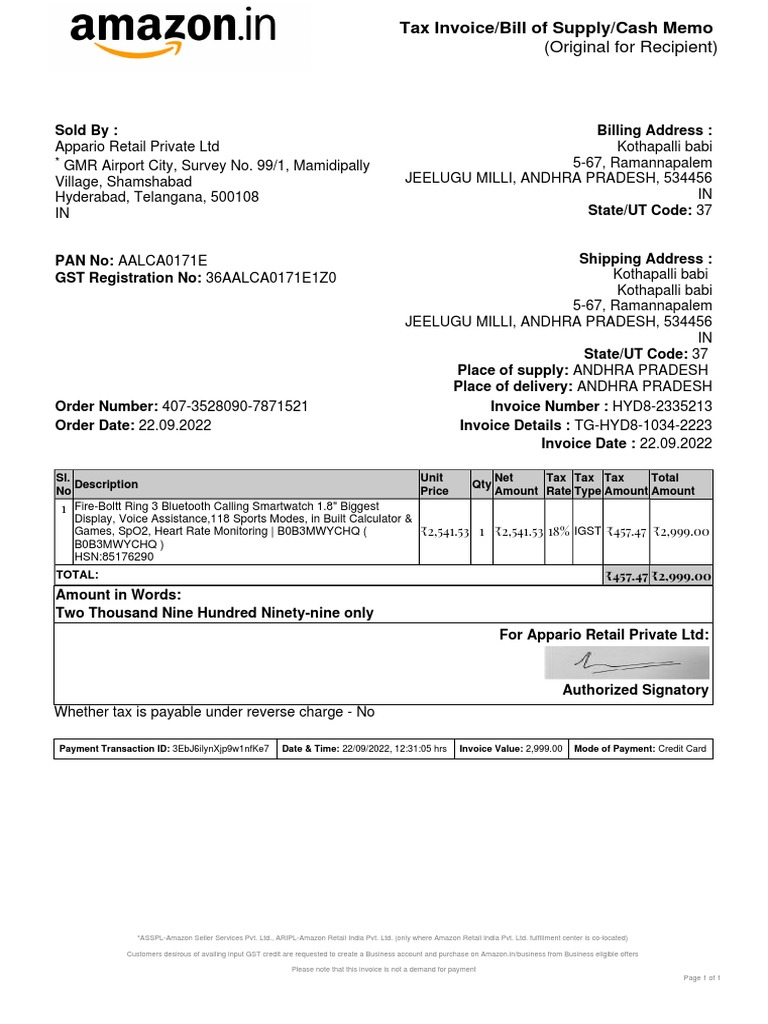 amazon.in
Tax Invoice/Bill of Supply/Cash Memo
(Original for Recipient)
Sold By :
Appario Retail Private Ltd
* GMR Airport City, Survey No. 99/1, Mamidipally
Village, Shamshabad
Hyderabad, Telangana, 500108
IN
Billing Address :
Kothapalli babi
5-67, Ramannapalem
JEELUGU MILLI, ANDHRA PRADESH, 534456
IN
State/UT Code: 37
PAN No: AALCA0171E
GST Registration No: 36AALCA0171E1Z0
Shipping Address :
Kothapalli babi
Kothapalli babi
5-67, Ramannapalem
JEELUGU MILLI, ANDHRA PRADESH, 534456
IN
State/UT Code: 37
Place of supply: ANDHRA PRADESH
Place of delivery: ANDHRA PRADESH
Order Number: 407-3528090-7871521
Order Date: 22.09.2022
Invoice Number : HYD8-2335213
Invoice Details : TG-HYD8-1034-2223
Invoice Date : 22.09.2022
Sl. No Description Unit Price Qty Net Amount Tax Rate Tax Type Tax Amount Total Amount
1 Fire-Boltt Ring 3 Bluetooth Calling Smartwatch 1.8" Biggest
Display, Voice Assistance,118 Sports Modes, in Built Calculator &
Games, SpO2, Heart Rate Monitoring | B0B3MWYCHQ (
B0B3MWYCHQ )
HSN:85176290
₹2,541.53 1 ₹2,541.53 18% IGST ₹457.47 ₹2,999.00
TOTAL: ₹457.47 ₹2,999.00
Amount in Words:
Two Thousand Nine Hundred Ninety-nine only
For Appario Retail Private Ltd:
Authorized Signatory
Whether tax is payable under reverse charge - No
Payment Transaction ID: 3EbJ6ilynXjp9w1nfKe7 Date & Time: 22/09/2022, 12:31:05 hrs Invoice Value: 2,999.00 Mode of Payment: Credit Card
*ASSPL-Amazon Seller Services Pvt. Ltd., ARIPL-Amazon Retail India Pvt. Ltd. (only where Amazon Retail India Pvt. Ltd. fulfillment center is co-located)
Customers desirous of availing input GST credit are requested to create a Business account and purchase on Amazon.in/business from Business eligible offers
Please note that this invoice is not a demand for payment
Page 1 of 1